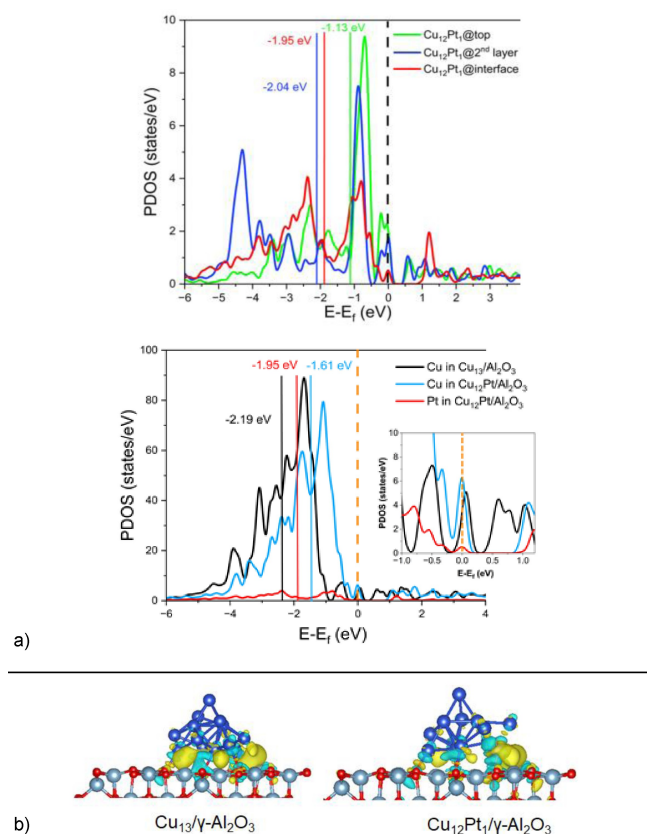 -1.13 eV
-1.95 eV
-2.04 eV
Cu12Pt1@top
Cu12Pt1@2nd layer
Cu12Pt1@interface
PDOS (states/eV)
10
8
6
4
2
0
−6 −5 −4 −3 −2 −1 0 1 2 3
E-Ef (eV)
-1.95 eV -1.61 eV
-2.19 eV
Cu in Cu13/Al2O3
Cu in Cu12Pt/Al2O3
Pt in Cu12Pt/Al2O3
PDOS (states/eV)
100
80
60
40
20
0
−6 −4 −2 0 2 4
E-Ef (eV)
PDOS (states/eV)
10
8
6
4
2
0
−1.0 −0.5 0.0 0.5 1.0
E-Ef (eV)
a)
b)
Cu13/γ-Al2O3
Cu12Pt1/γ-Al2O3